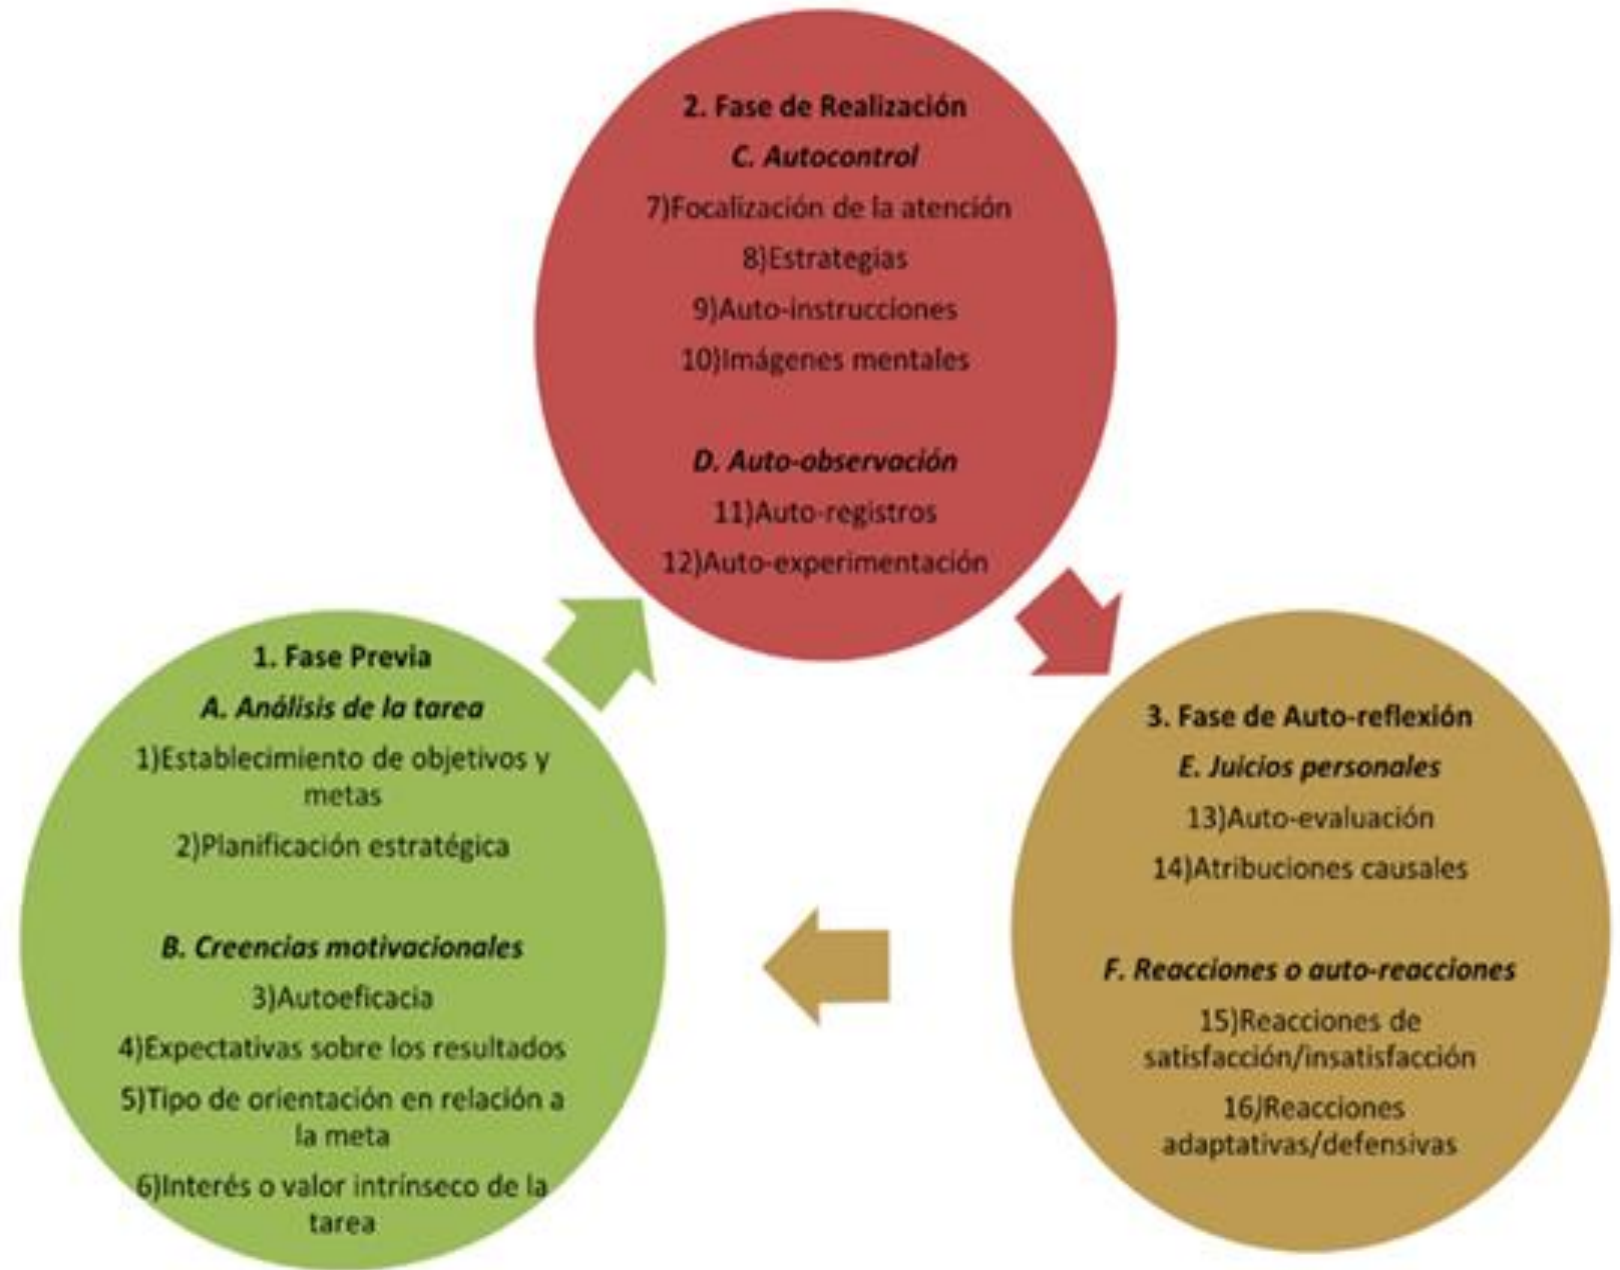 1. Fase Previa
A. Análisis de la tarea
1)Establecimiento de objetivos y
metas
2)Planificación estratégica
B. Creencias motivacionales
3)Autoeficacia
4)Expectativas sobre los resultados
5)Tipo de orientación en relación a
la meta
6)Interés o valor intrínseco de la
tarea
2. Fase de Realización
C. Autocontrol
7)Focalización de la atención
8)Estrategias
9)Auto-instrucciones
10)Imágenes mentales
D. Auto-observación
11)Auto-registros
12)Auto-experimentación
3. Fase de Auto-reflexión
E. Juicios personales
13)Auto-evaluación
14)Atribuciones causales
F. Reacciones o auto-reacciones
15)Reacciones de
satisfacción/insatisfacción
16)Reacciones
adaptativas/defensivas